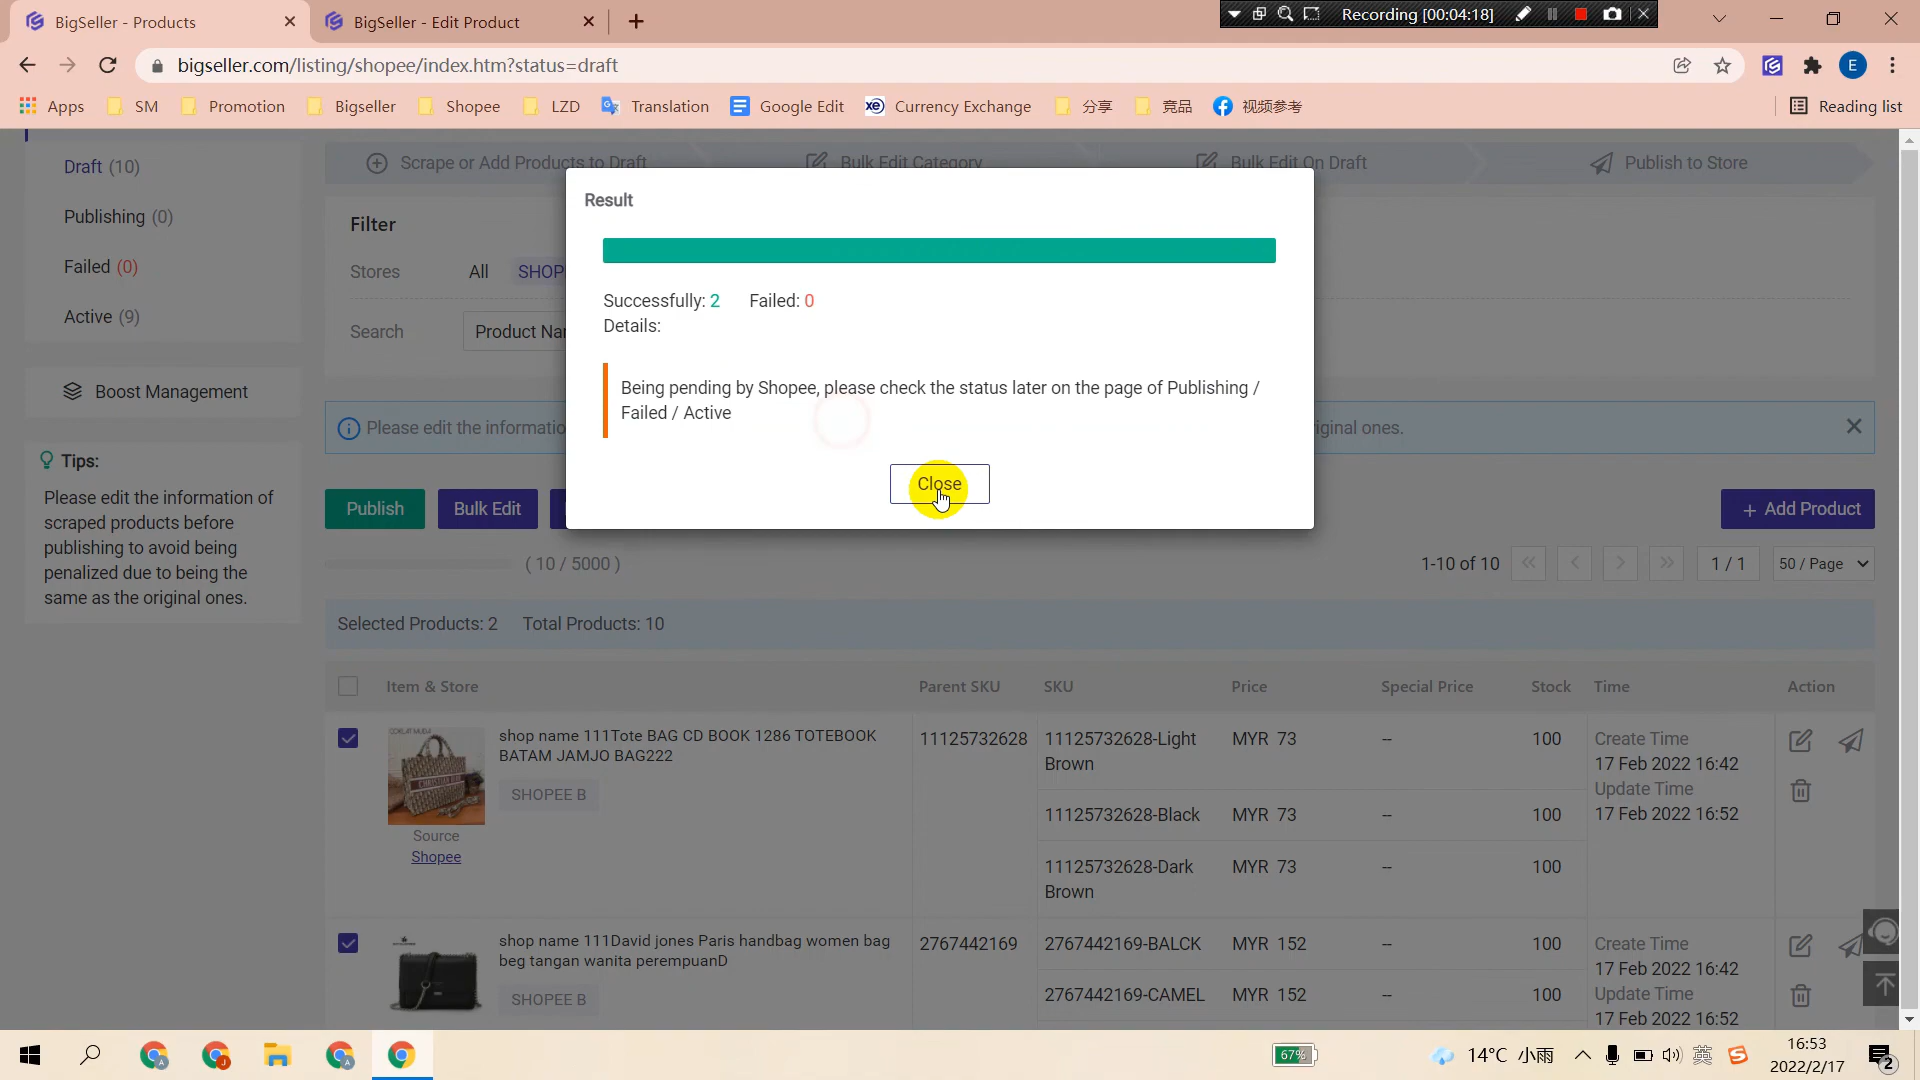 BigSeller - Products
BigSeller - Edit Product
Recording [00:04:18]
bigseller.com/listing/shopee/index.htm?status=draft
E
Apps
SM
Promotion
Bigseller
Shopee
LZD
Translation
Google Edit
Currency Exchange
分享
竞品
视频参考
Reading list
Draft (10)
Publishing (0)
Failed (0)
Active (9)
Boost Management
Tips:
Please edit the information of
scraped products before
publishing to avoid being
penalized due to being the
same as the original ones.
Scrape or Add Products to Draft
Bulk Edit Category
Bulk Edit On Draft
Publish to Store
Filter
Stores
All
SHOP
Search
Product Na
Result
Successfully: 2
Failed: 0
Details:
Being pending by Shopee, please check the status later on the page of Publishing /
Failed / Active
Close
Please edit the informatio
iginal ones.
Publish
Bulk Edit
+ Add Product
( 10 / 5000 )
1-10 of 10
1 / 1
50 / Page
Selected Products: 2
Total Products: 10
Item & Store
Parent SKU
SKU
Price
Special Price
Stock
Time
Action
shop name 111Tote BAG CD BOOK 1286 TOTEBOOK
BATAM JAMJO BAG222
SHOPEE B
Source
Shopee
11125732628
11125732628-Light
Brown
MYR 73
--
100
11125732628-Black
MYR 73
--
100
11125732628-Dark
Brown
MYR 73
--
100
Create Time
17 Feb 2022 16:42
Update Time
17 Feb 2022 16:52
shop name 111David jones Paris handbag women bag
beg tangan wanita perempuanD
SHOPEE B
2767442169
2767442169-BALCK
MYR 152
--
100
2767442169-CAMEL
MYR 152
--
100
Create Time
17 Feb 2022 16:42
Update Time
17 Feb 2022 16:52
67%
14°C 小雨
英
16:53
2022/2/17
2